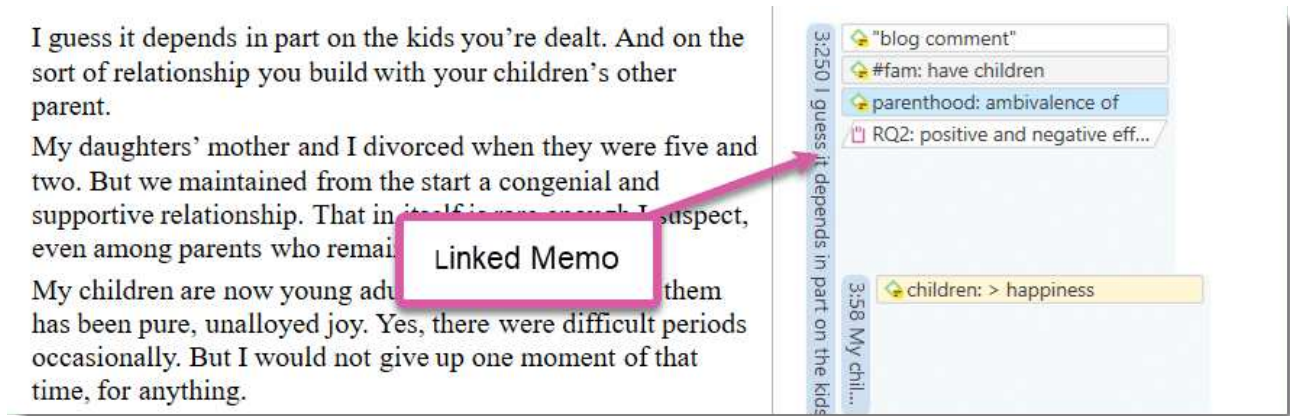 I guess it depends in part on the kids you’re dealt. And on the
sort of relationship you build with your children’s other
parent.
My daughters’ mother and I divorced when they were five and
two. But we maintained from the start a congenial and
supportive relationship. That in itself is rare enough I suspect,
even among parents who remai
My children are now young adu them
has been pure, unalloyed joy. Yes, there were difficult periods
occasionally. But I would not give up one moment of that
time, for anything.
Linked Memo
3:250 I guess it depends in part on the kids
"blog comment"
#fam: have children
parenthood: ambivalence of
RQ2: positive and negative eff...
3:58 My chil...
children: > happiness